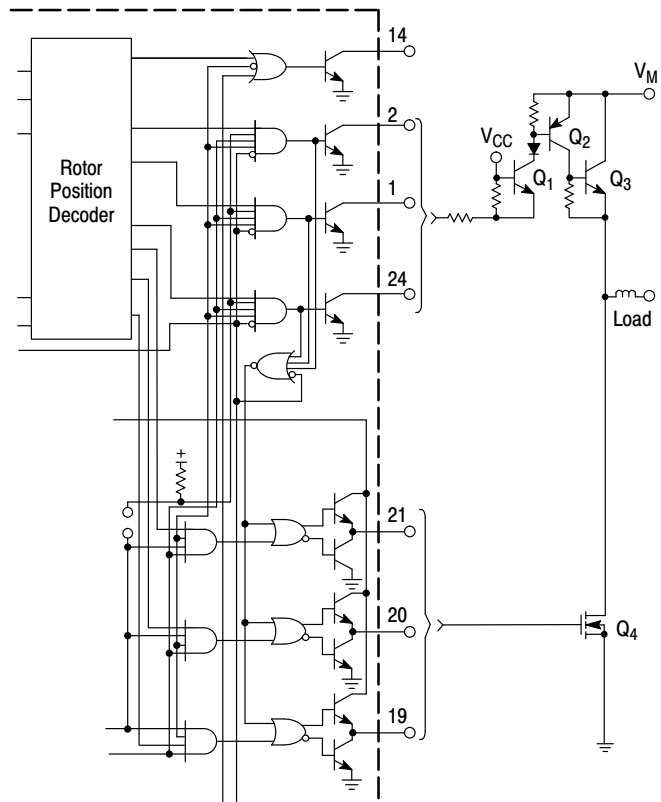 14
V_M
2
V_CC
Q_2
Rotor
Position
Decoder
Q_1
Q_3
1
24
Load
+
21
20
Q_4
19